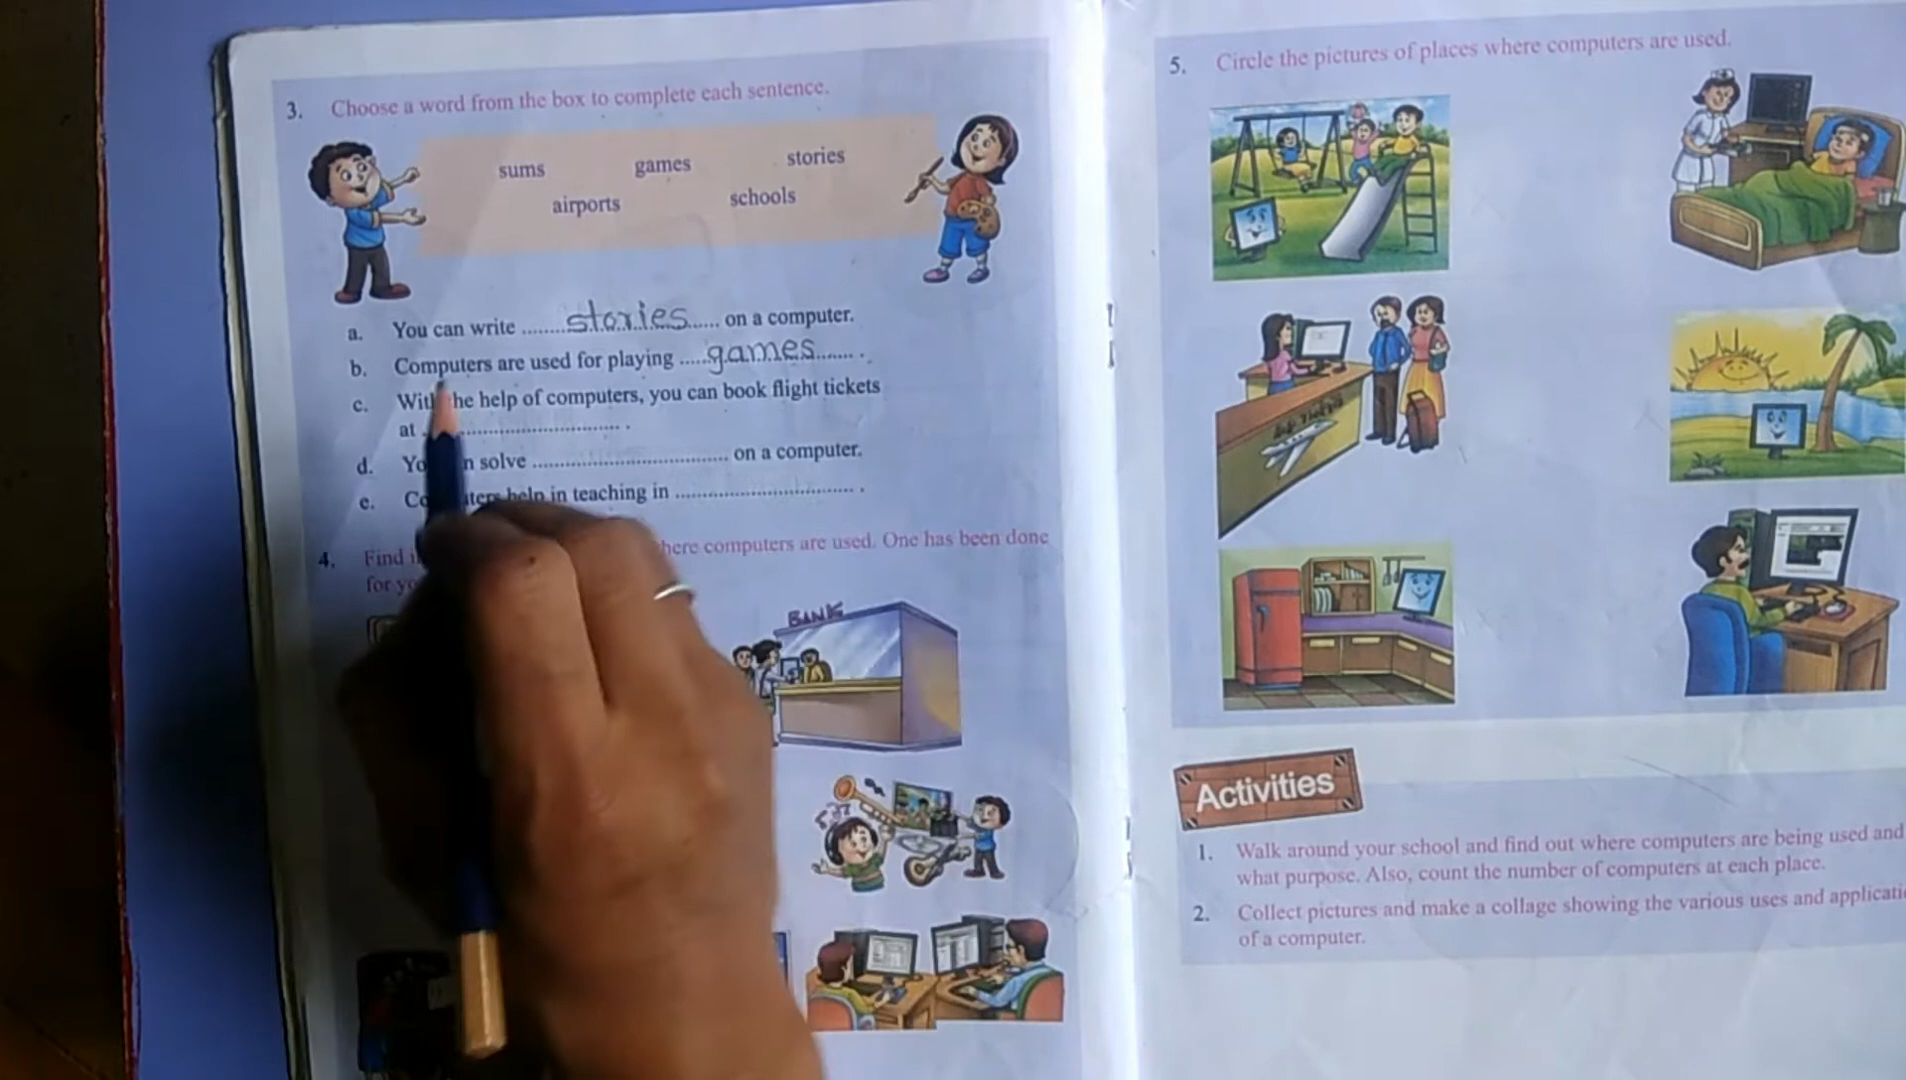 3. Choose a word from the box to complete each sentence.
sums games stories
airports schools
a. You can write ........stories...... on a computer.
b. Computers are used for playing .....games....... .
c. With the help of computers, you can book flight tickets
at ................................... .
d. solve ................................... on a computer.
e. help in teaching in ................................... .
4. Find where computers are used. One has been done
for
BANK
5. Circle the pictures of places where computers are used.
Activities
1. Walk around your school and find out where computers are being used and
what purpose. Also, count the number of computers at each place.
2. Collect pictures and make a collage showing the various uses and
of a computer.